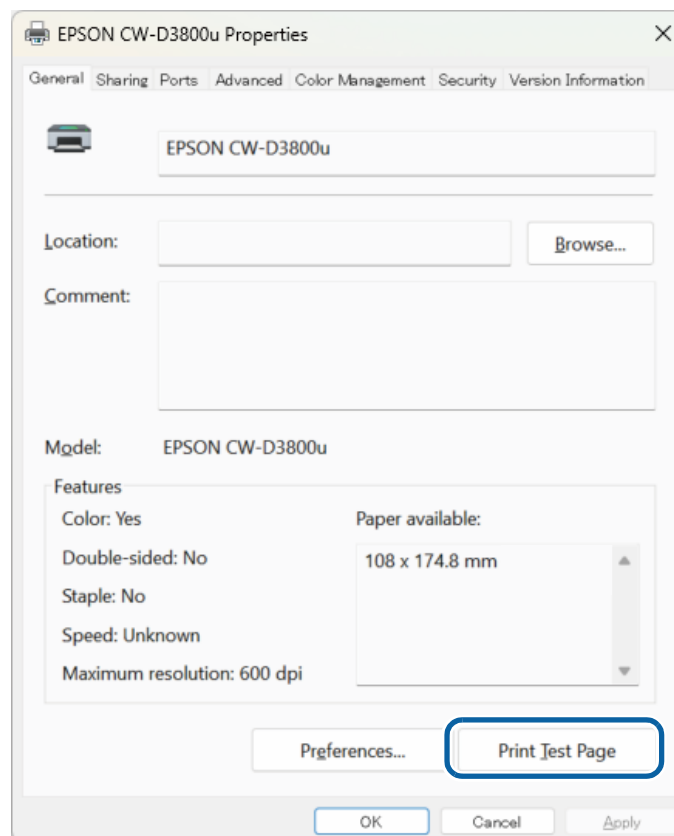 EPSON CW-D3800u Properties
General Sharing Ports Advanced Color Management Security Version Information
EPSON CW-D3800u
Location: Browse...
Comment:
Model: EPSON CW-D3800u
Features
Color: Yes Paper available:
Double-sided: No 108 x 174.8 mm
Staple: No
Speed: Unknown
Maximum resolution: 600 dpi
Preferences... Print Test Page
OK Cancel Apply